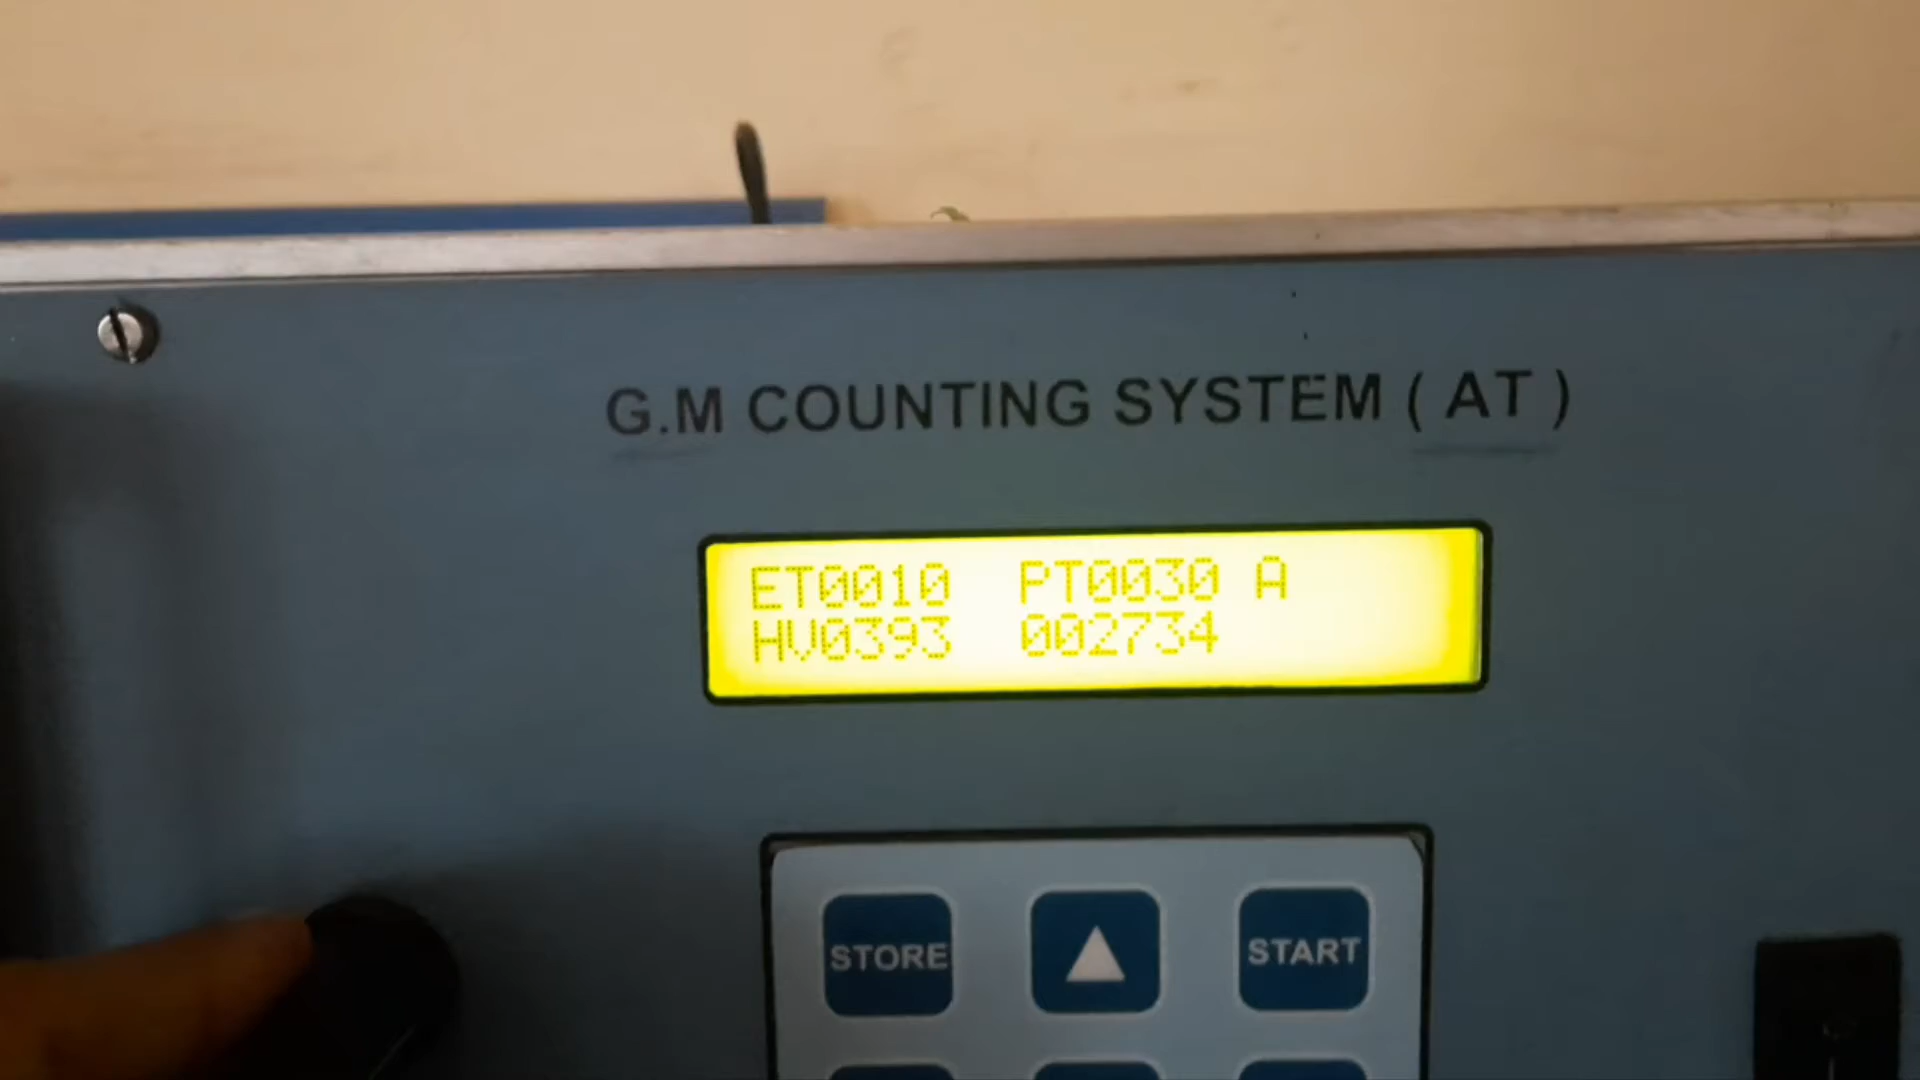 G.M COUNTING SYSTEM ( AT )
ET0010 PT0030 A
HV0393 002734
STORE
START